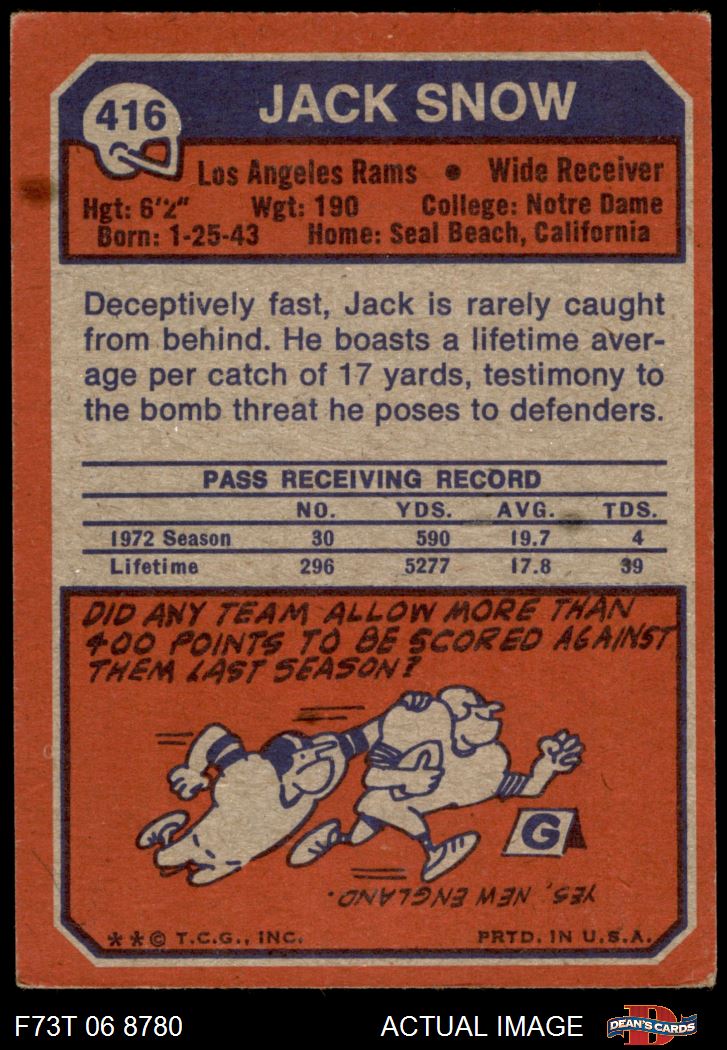 416
JACK SNOW
Los Angeles Rams • Wide Receiver
Hgt: 6'2" Wgt: 190 College: Notre Dame
Born: 1-25-43 Home: Seal Beach, California
Deceptively fast, Jack is rarely caught
from behind. He boasts a lifetime aver-
age per catch of 17 yards, testimony to
the bomb threat he poses to defenders.
PASS RECEIVING RECORD
NO. YDS. AVG. TDS.
1972 Season 30 590 19.7 4
Lifetime 296 5277 17.8 39
DID ANY TEAM ALLOW MORE THAN
400 POINTS TO BE SCORED AGAINST
THEM LAST SEASON?
G
YES, NEW ENGLAND.
**© T.C.G., INC. PRTD. IN U.S.A.
F73T 06 8780 ACTUAL IMAGE D DEAN'S CARDS